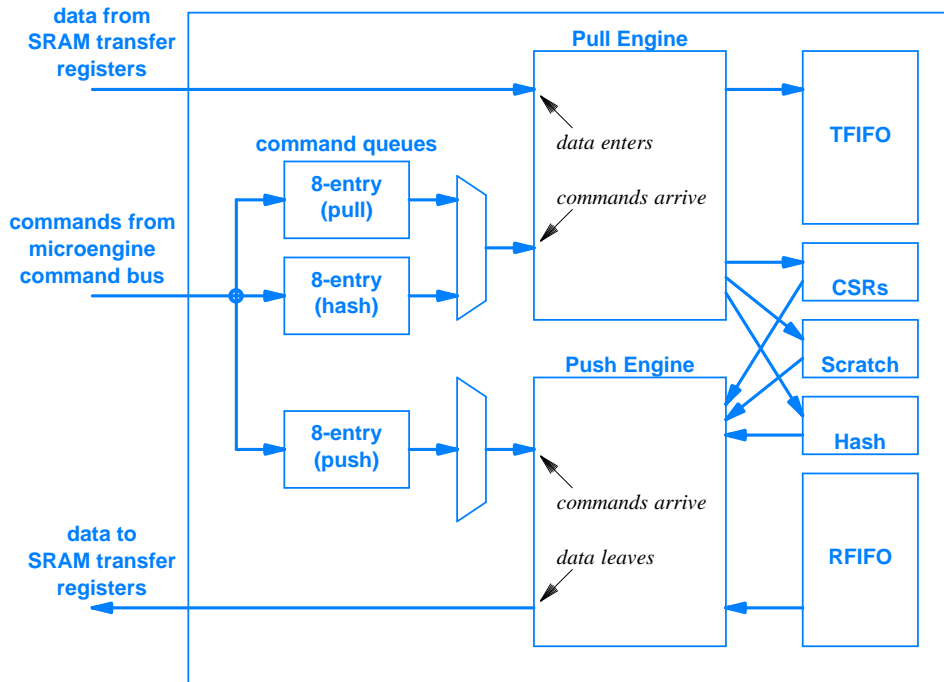 data from
SRAM transfer
registers
Pull Engine
TFIFO
data enters
command queues
8-entry
(pull)
commands arrive
commands from
microengine
command bus
8-entry
(hash)
CSRs
Scratch
Push Engine
Hash
8-entry
(push)
commands arrive
data to
SRAM transfer
registers
data leaves
RFIFO